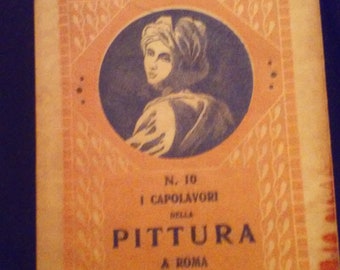 N. 10
I CAPOLAVORI
DELLA
PITTURA
A ROMA